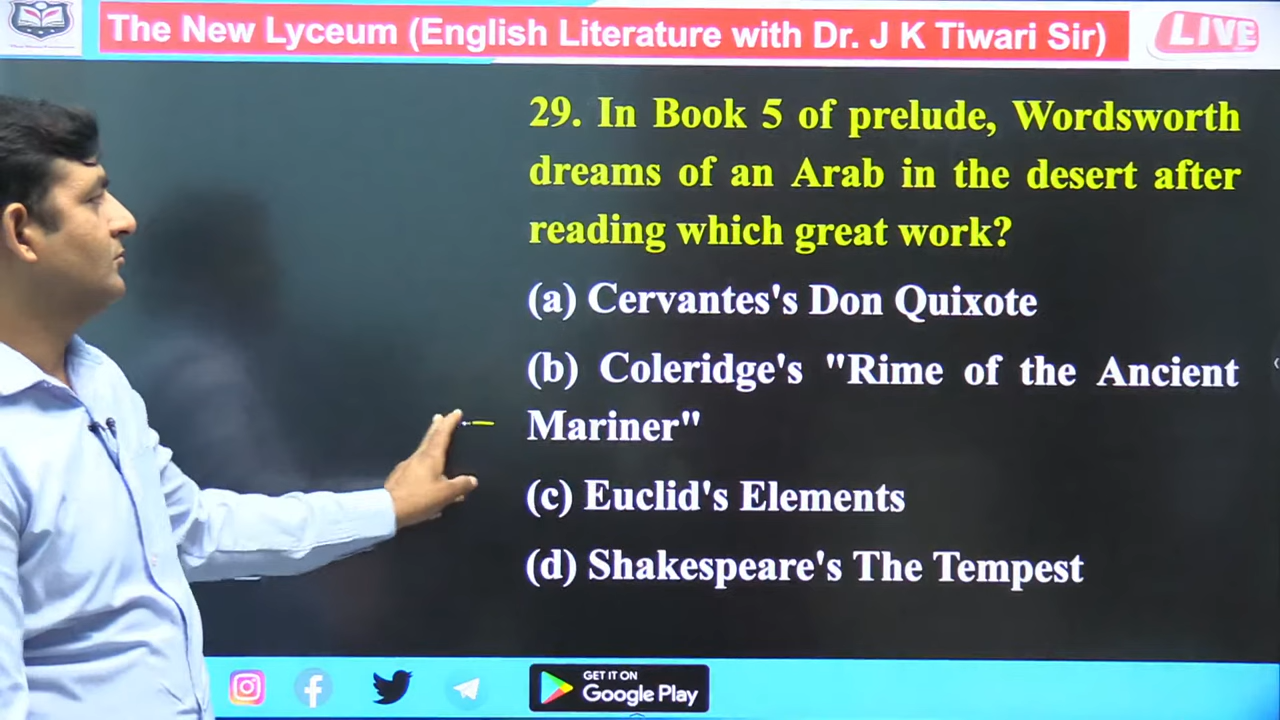 The New Lyceum (English Literature with Dr. J K Tiwari Sir)
LIVE
29. In Book 5 of prelude, Wordsworth
dreams of an Arab in the desert after
reading which great work?
(a) Cervantes's Don Quixote
(b) Coleridge's "Rime of the Ancient
Mariner"
(c) Euclid's Elements
(d) Shakespeare's The Tempest
GET IT ON
Google Play